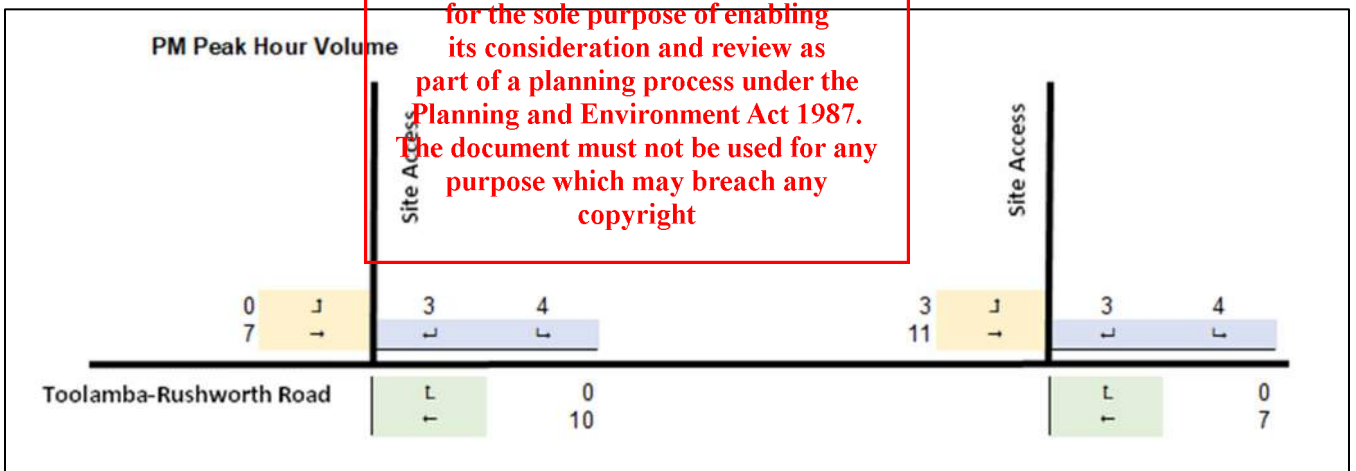 for the sole purpose of enabling
its consideration and review as
part of a planning process under the
Planning and Environment Act 1987.
The document must not be used for any
purpose which may breach any
copyright
PM Peak Hour Volume
Site Access
Site Access
0 ┘ 3 4
7 → ↵ ↳
3 ┘ 3 4
11 → ↵ ↳
Toolamba-Rushworth Road
0
← 10
0
← 7